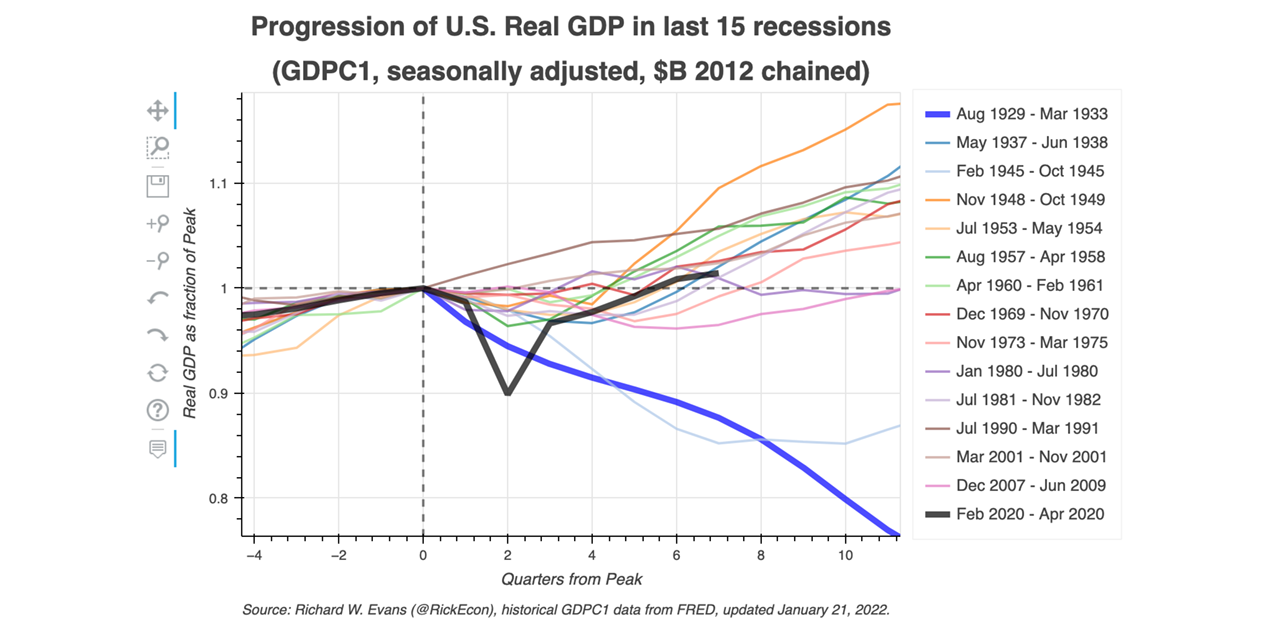 Progression of U.S. Real GDP in last 15 recessions
(GDPC1, seasonally adjusted, $B 2012 chained)
Real GDP as fraction of Peak
1.1
1
0.9
0.8
−4
−2
0
2
4
6
8
10
Quarters from Peak
Aug 1929 - Mar 1933
May 1937 - Jun 1938
Feb 1945 - Oct 1945
Nov 1948 - Oct 1949
Jul 1953 - May 1954
Aug 1957 - Apr 1958
Apr 1960 - Feb 1961
Dec 1969 - Nov 1970
Nov 1973 - Mar 1975
Jan 1980 - Jul 1980
Jul 1981 - Nov 1982
Jul 1990 - Mar 1991
Mar 2001 - Nov 2001
Dec 2007 - Jun 2009
Feb 2020 - Apr 2020
Source: Richard W. Evans (@RickEcon), historical GDPC1 data from FRED, updated January 21, 2022.